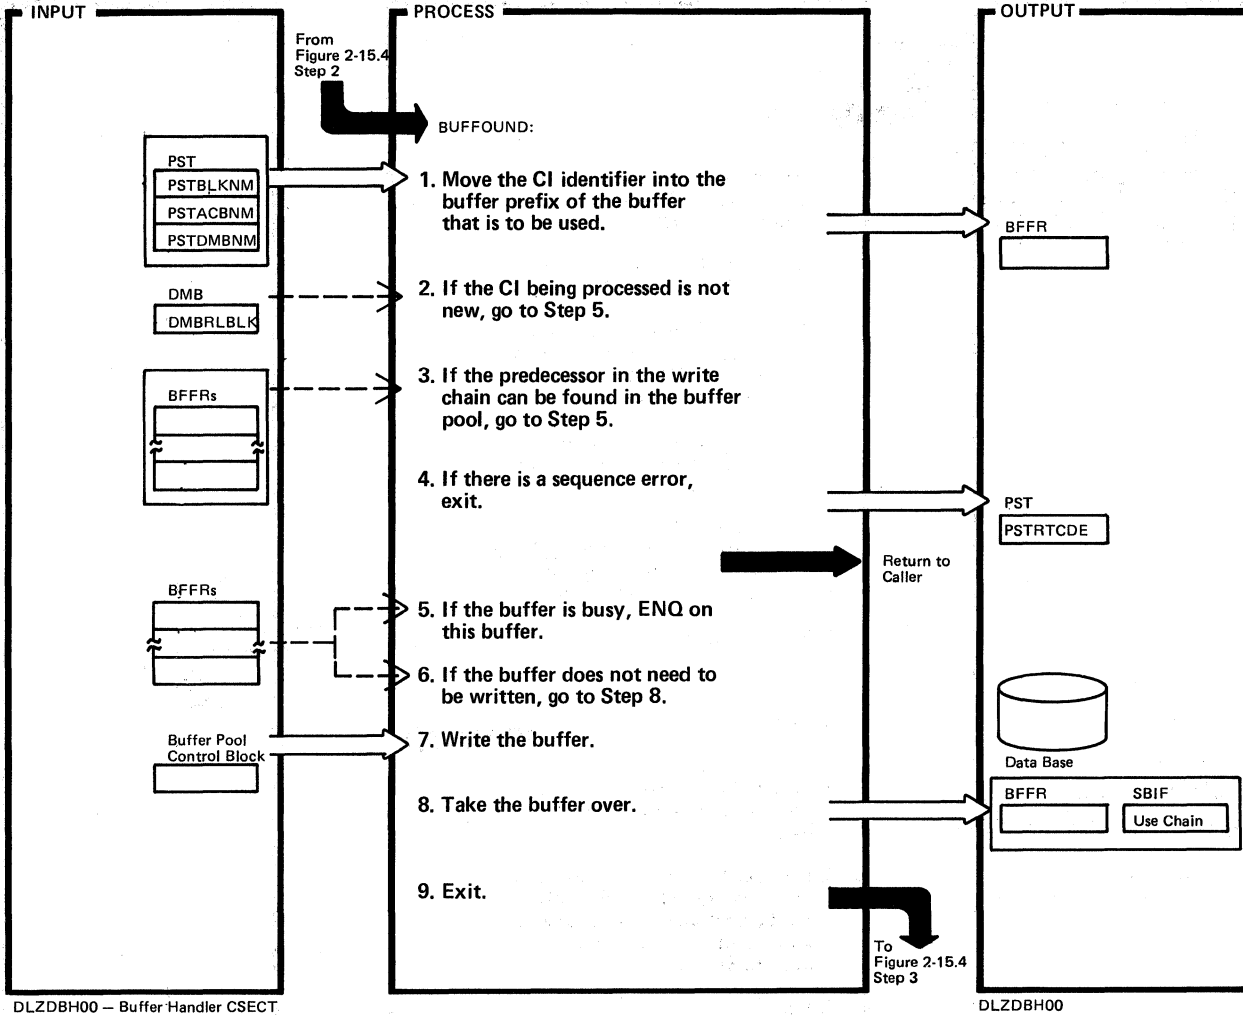 INPUT
PROCESS
OUTPUT
From
Figure 2-15.4
Step 2
BUFFOUND:
PST
PSTBLKNM
PSTACBNM
PSTDMBNM
1. Move the CI identifier into the
buffer prefix of the buffer
that is to be used.
BFFR
DMB
DMBRLBLK
2. If the CI being processed is not
new, go to Step 5.
BFFRs
3. If the predecessor in the write
chain can be found in the buffer
pool, go to Step 5.
4. If there is a sequence error,
exit.
PST
PSTRTCDE
Return to
Caller
BFFRs
5. If the buffer is busy, ENQ on
this buffer.
6. If the buffer does not need to
be written, go to Step 8.
Buffer Pool
Control Block
7. Write the buffer.
Data Base
8. Take the buffer over.
BFFR
SBIF
Use Chain
9. Exit.
To
Figure 2-15.4
Step 3
DLZDBH00 – Buffer Handler CSECT
DLZDBH00